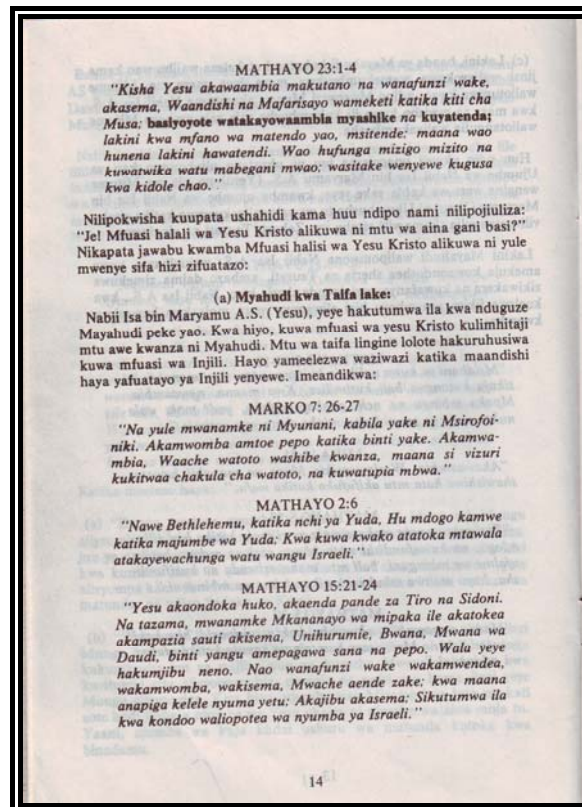 MATHAYO 23:1-4
"Kisha Yesu akawaambia makutano na wanafunzi wake,
akasema, Waandishi na Mafarisayo wameketi katika kiti cha
Musa; basiyoyote watakayowaambia myashike na kuyatenda;
lakini kwa mfano wa matendo yao, msitende; maana wao
hunena lakini hawatendi. Wao hufunga mizigo mizito na
kuwatwika watu mabegani mwao; wasitake wenyewe kugusa
kwa kidole chao."
Nilipokwisha kuupata ushahidi kama huu ndipo nami nilipojiuliza:
"Je! Mfuasi halali wa Yesu Kristo alikuwa ni mtu wa aina gani basi?"
Nikapata jawabu kwamba Mfuasi halisi wa Yesu Kristo alikuwa ni yule
mwenye sifa hizi zifuatazo:
(a) Myahudi kwa Taifa lake:
Nabii Isa bin Maryamu A.S. (Yesu), yeye hakutumwa ila kwa nduguze
Mayahudi peke yao. Kwa hiyo, kuwa mfuasi wa yesu Kristo kulimhitaji
mtu awe kwanza ni Myahudi. Mtu wa taifa lingine lolote hakuruhusiwa
kuwa mfuasi wa Injili. Hayo yameelezwa waziwazi katika maandishi
haya yafuatayo ya Injili yenyewe. Imeandikwa:
MARKO 7: 26-27
"Na yule mwanamke ni Myunani, kabila yake ni Msirofoi-
niki. Akamwomba amtoe pepo katika binti yake. Akamwa-
mbia, Waache watoto washibe kwanza, maana si vizuri
kukitwaa chakula cha watoto, na kuwatupia mbwa."
MATHAYO 2:6
"Nawe Bethlehemu, katika nchi ya Yuda, Hu mdogo kamwe
katika majumbe wa Yuda; Kwa kuwa kwako atatoka mtawala
atakayewachunga watu wangu Israeli."
MATHAYO 15:21-24
"Yesu akaondoka huko, akaenda pande za Tiro na Sidoni.
Na tazama, mwanamke Mkananayo wa mipaka ile akatokea
akampazia sauti akisema, Unihurumie, Bwana, Mwana wa
Daudi, binti yangu amepagawa sana na pepo. Walu yeye
hakumjibu neno. Nao wanafunzi wake wakamwendea,
wakamwomba, wakisema, Mwache aende zake; kwa maana
anapiga kelele nyuma yetu: Akajibu akasema; Sikutumwa ila
kwa kondoo waliopotea wa nyumba ya Israeli."
14